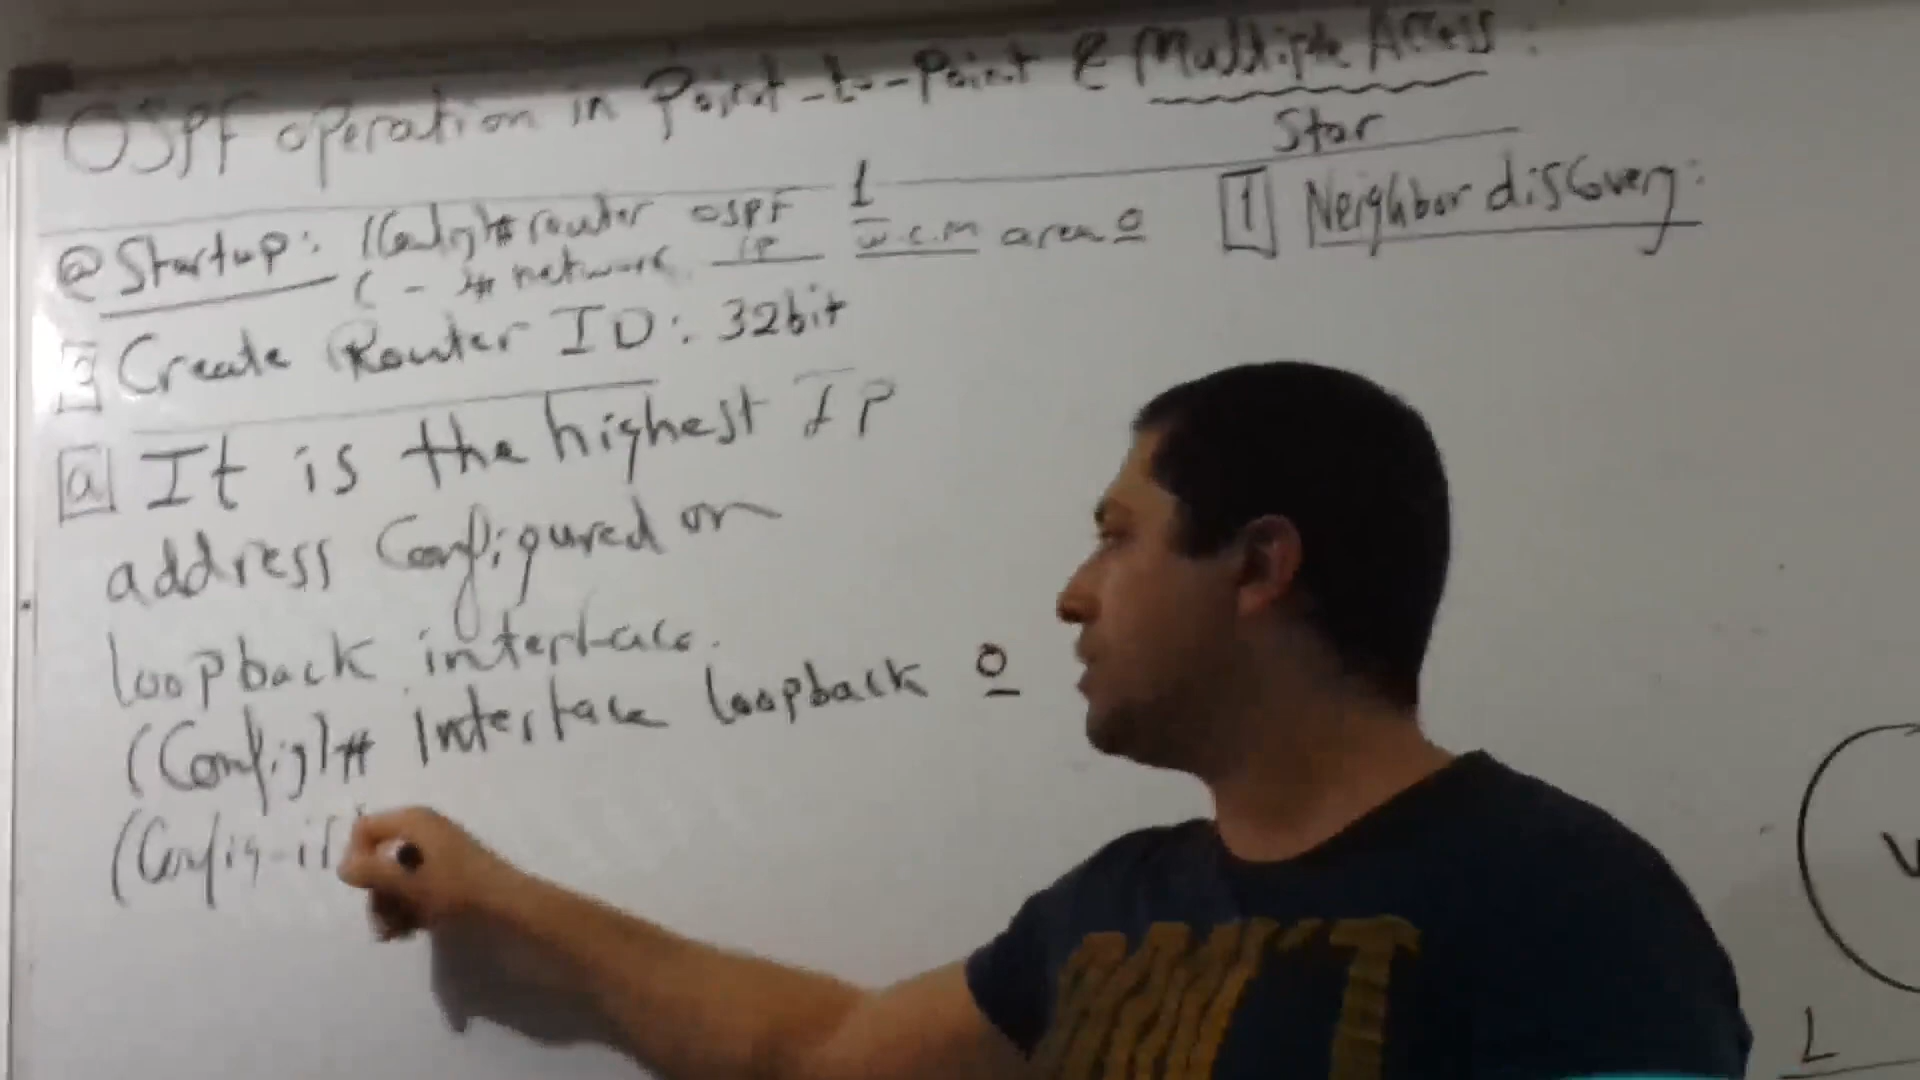 OSPF operation in Point-to-Point & Multiple Access:
Star
@Startup: (Config)# router ospf 1
( - # network IP w.c.m area 0
Create Router ID: 32bit
a It is the highest IP
address Configured on
loopback interface.
(Config)# Interface loopback 0
(Config-if)
1 Neighbor discovery:
L